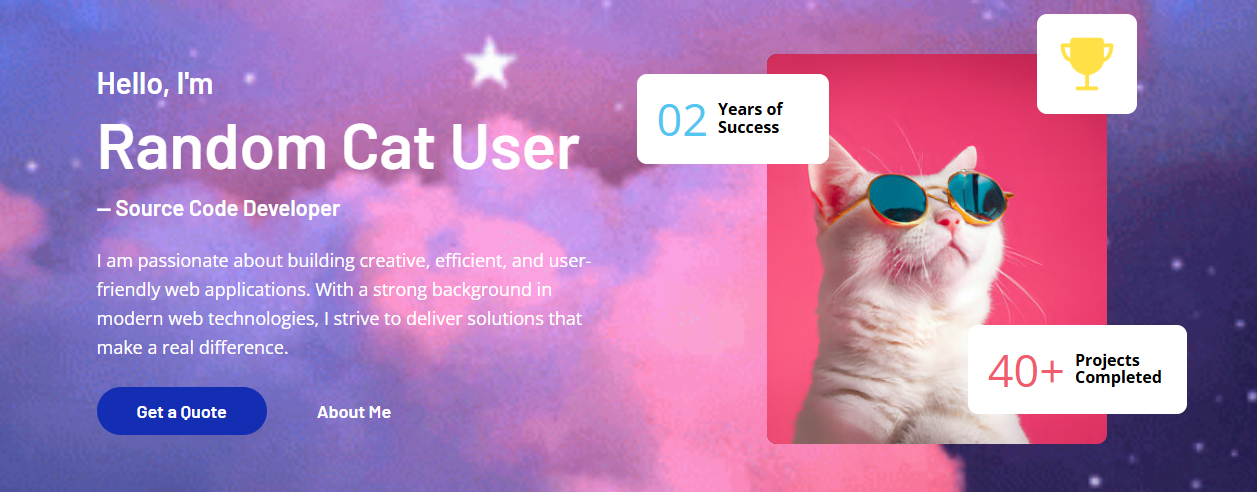 Hello, I'm
Random Cat User
– Source Code Developer
I am passionate about building creative, efficient, and user-
friendly web applications. With a strong background in
modern web technologies, I strive to deliver solutions that
make a real difference.
Get a Quote
About Me
02
Years of
Success
40+
Projects
Completed